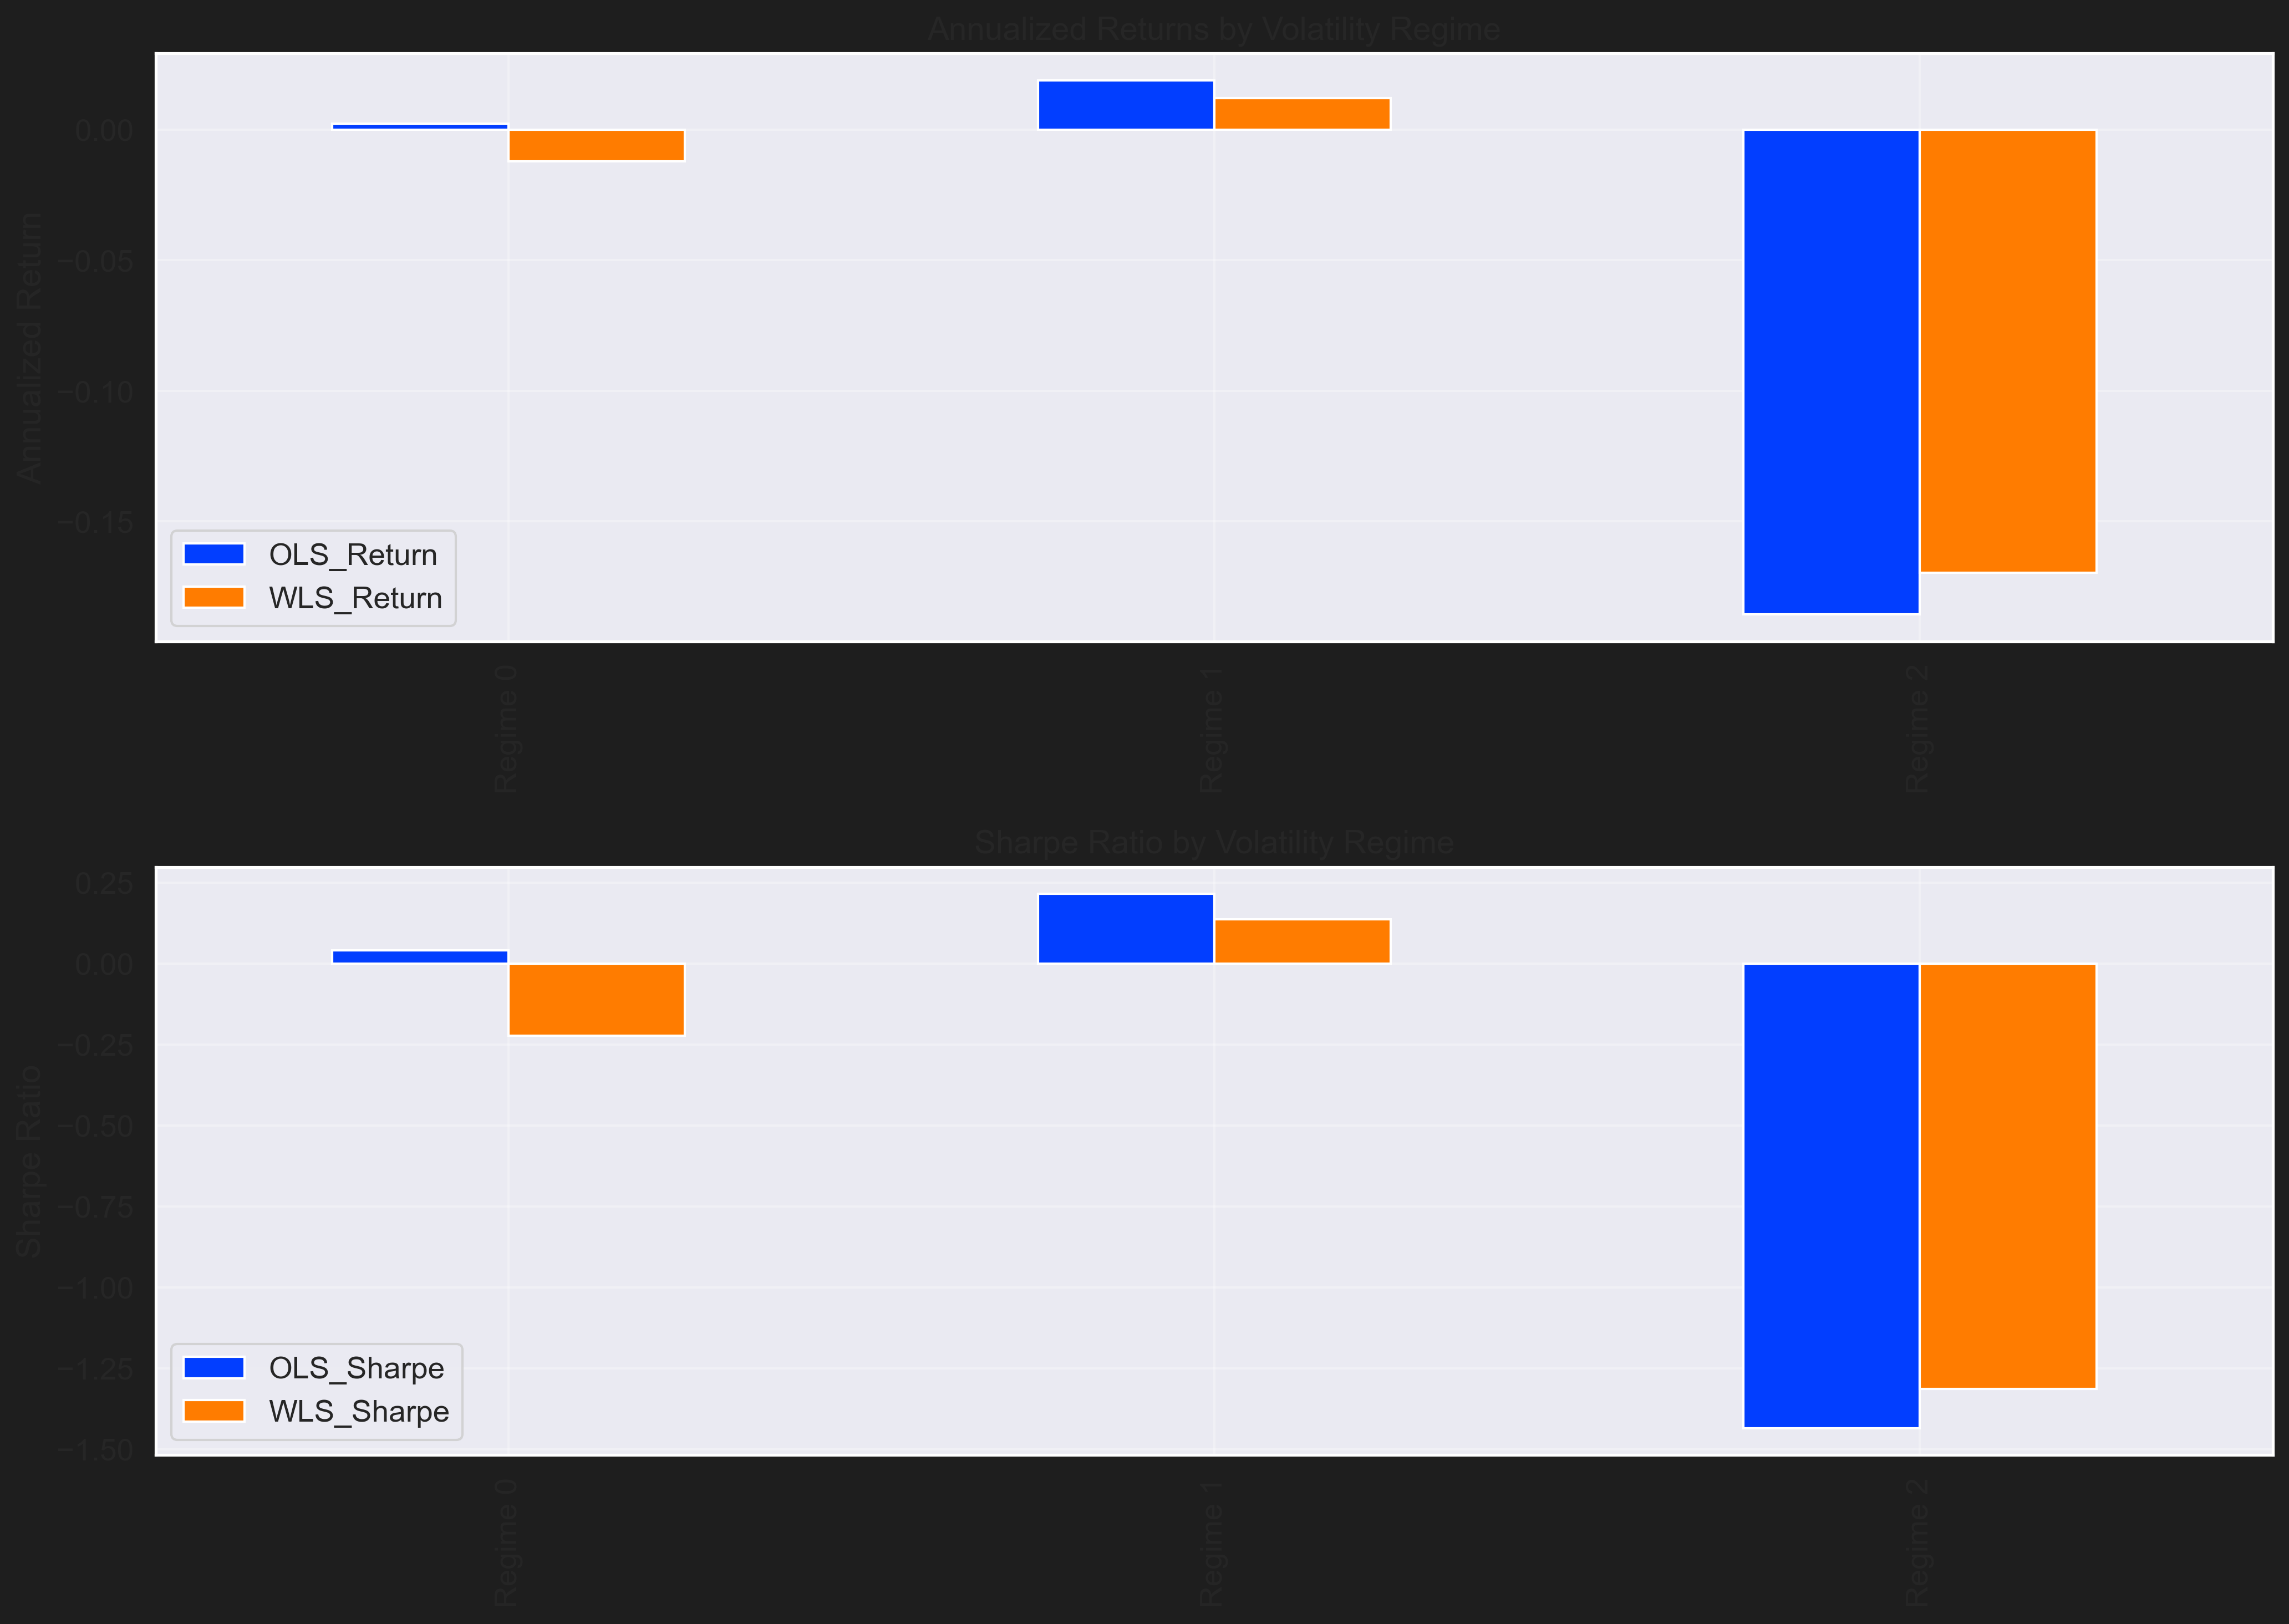 Annualized Returns by Volatility Regime
Annualized Return
0.00
−0.05
−0.10
−0.15
OLS_Return
WLS_Return
Regime 0
Regime 1
Regime 2
Sharpe Ratio by Volatility Regime
Sharpe Ratio
0.25
0.00
−0.25
−0.50
−0.75
−1.00
−1.25
−1.50
OLS_Sharpe
WLS_Sharpe
Regime 0
Regime 1
Regime 2